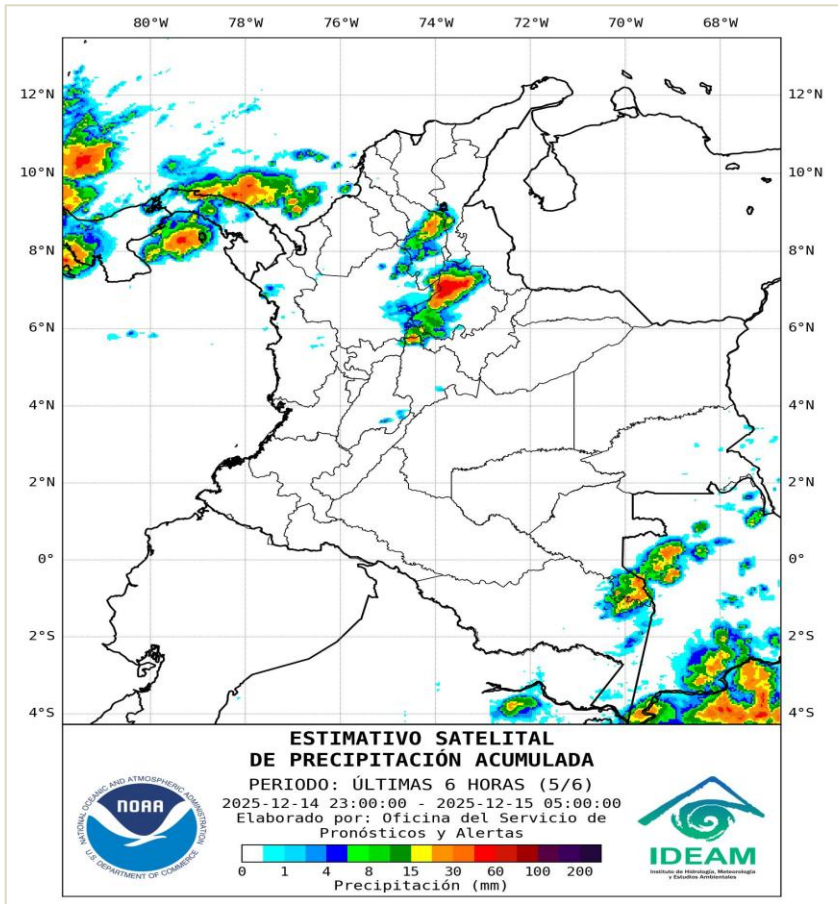 80°W 78°W 76°W 74°W 72°W 70°W 68°W
12°N 12°N
10°N 10°N
8°N 8°N
6°N 6°N
4°N 4°N
2°N 2°N
0° 0°
2°S 2°S
4°S 4°S
ESTIMATIVO SATELITAL
DE PRECIPITACIÓN ACUMULADA
PERIODO: ÚLTIMAS 6 HORAS (5/6)
2025-12-14 23:00:00 - 2025-12-15 05:00:00
Elaborado por: Oficina del Servicio de
Pronósticos y Alertas
0 1 4 8 15 30 60 100 200
Precipitación (mm)
NATIONAL OCEANIC AND ATMOSPHERIC ADMINISTRATION
NOAA
U.S. DEPARTMENT OF COMMERCE
IDEAM
Instituto de Hidrología, Meteorología
y Estudios Ambientales